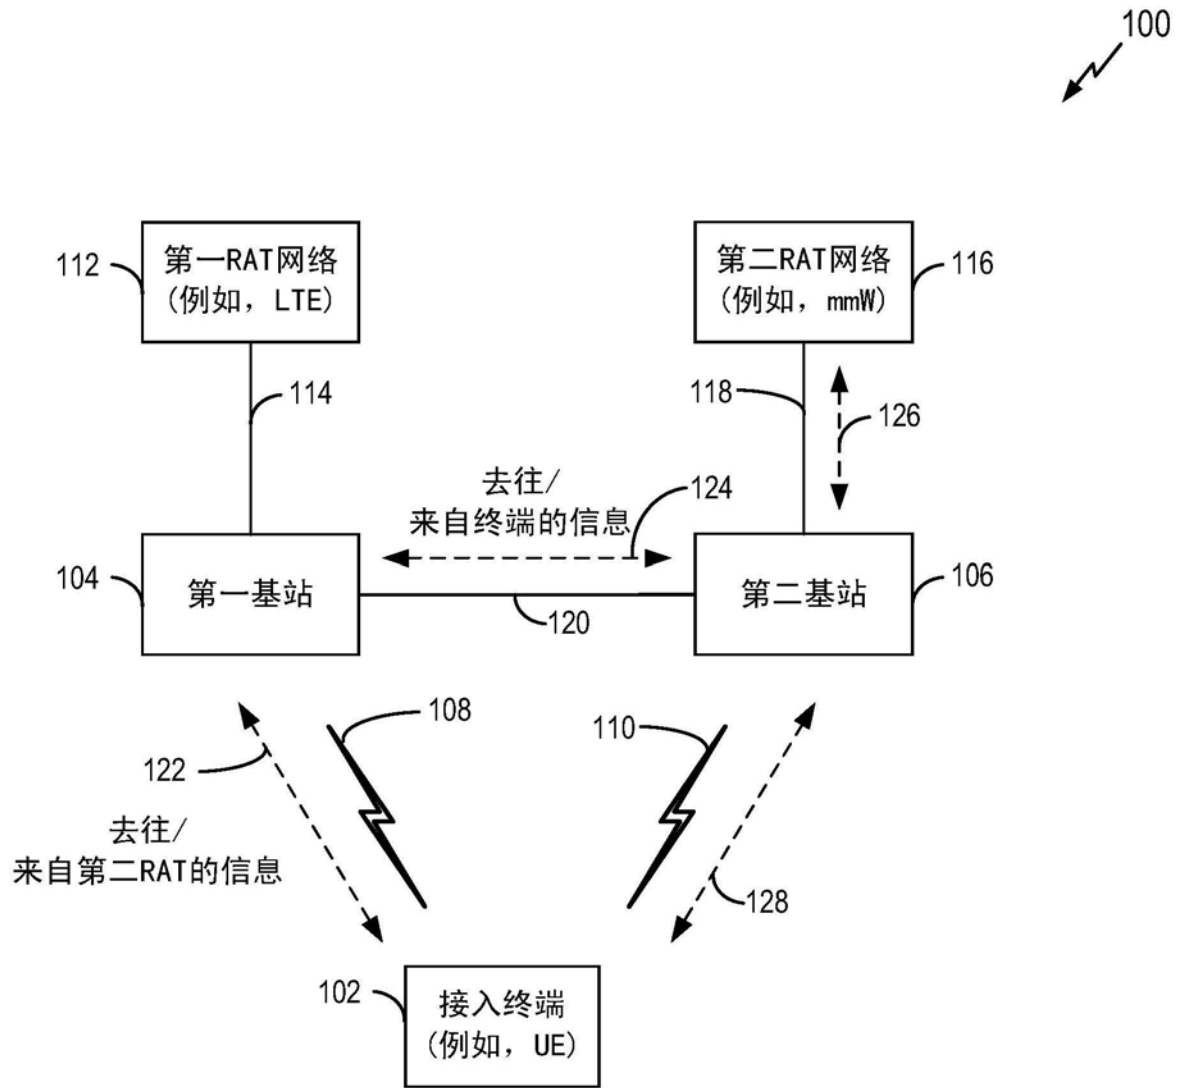 100
第一RAT网络
(例如，LTE)
112
第二RAT网络
(例如，mmW)
116
114
118
126
去往/
来自终端的信息
124
104
第一基站
第二基站
106
120
108
110
122
去往/
来自第二RAT的信息
128
102
接入终端
(例如，UE)